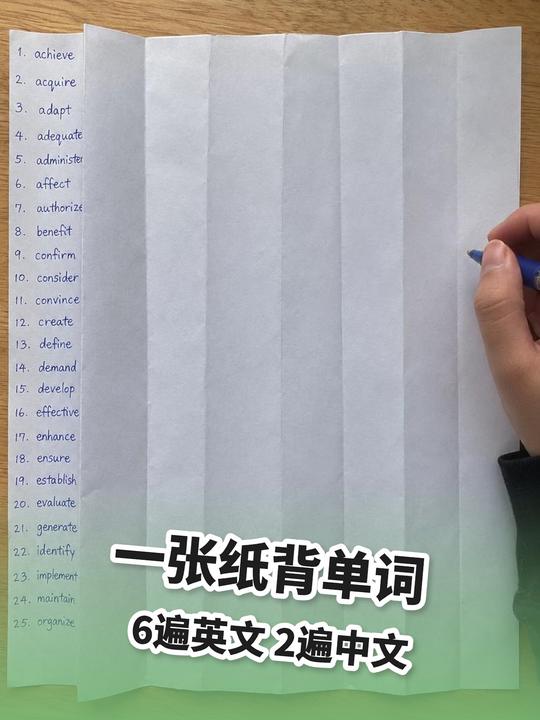 1. achieve
2. acquire
3. adapt
4. adequate
5. administer
6. affect
7. authorize
8. benefit
9. confirm
10. consider
11. convince
12. create
13. define
14. demand
15. develop
16. effective
17. enhance
18. ensure
19. establish
20. evaluate
21. generate
22. identify
23. implement
24. maintain
25. organize
一张纸背单词
6遍英文 2遍中文